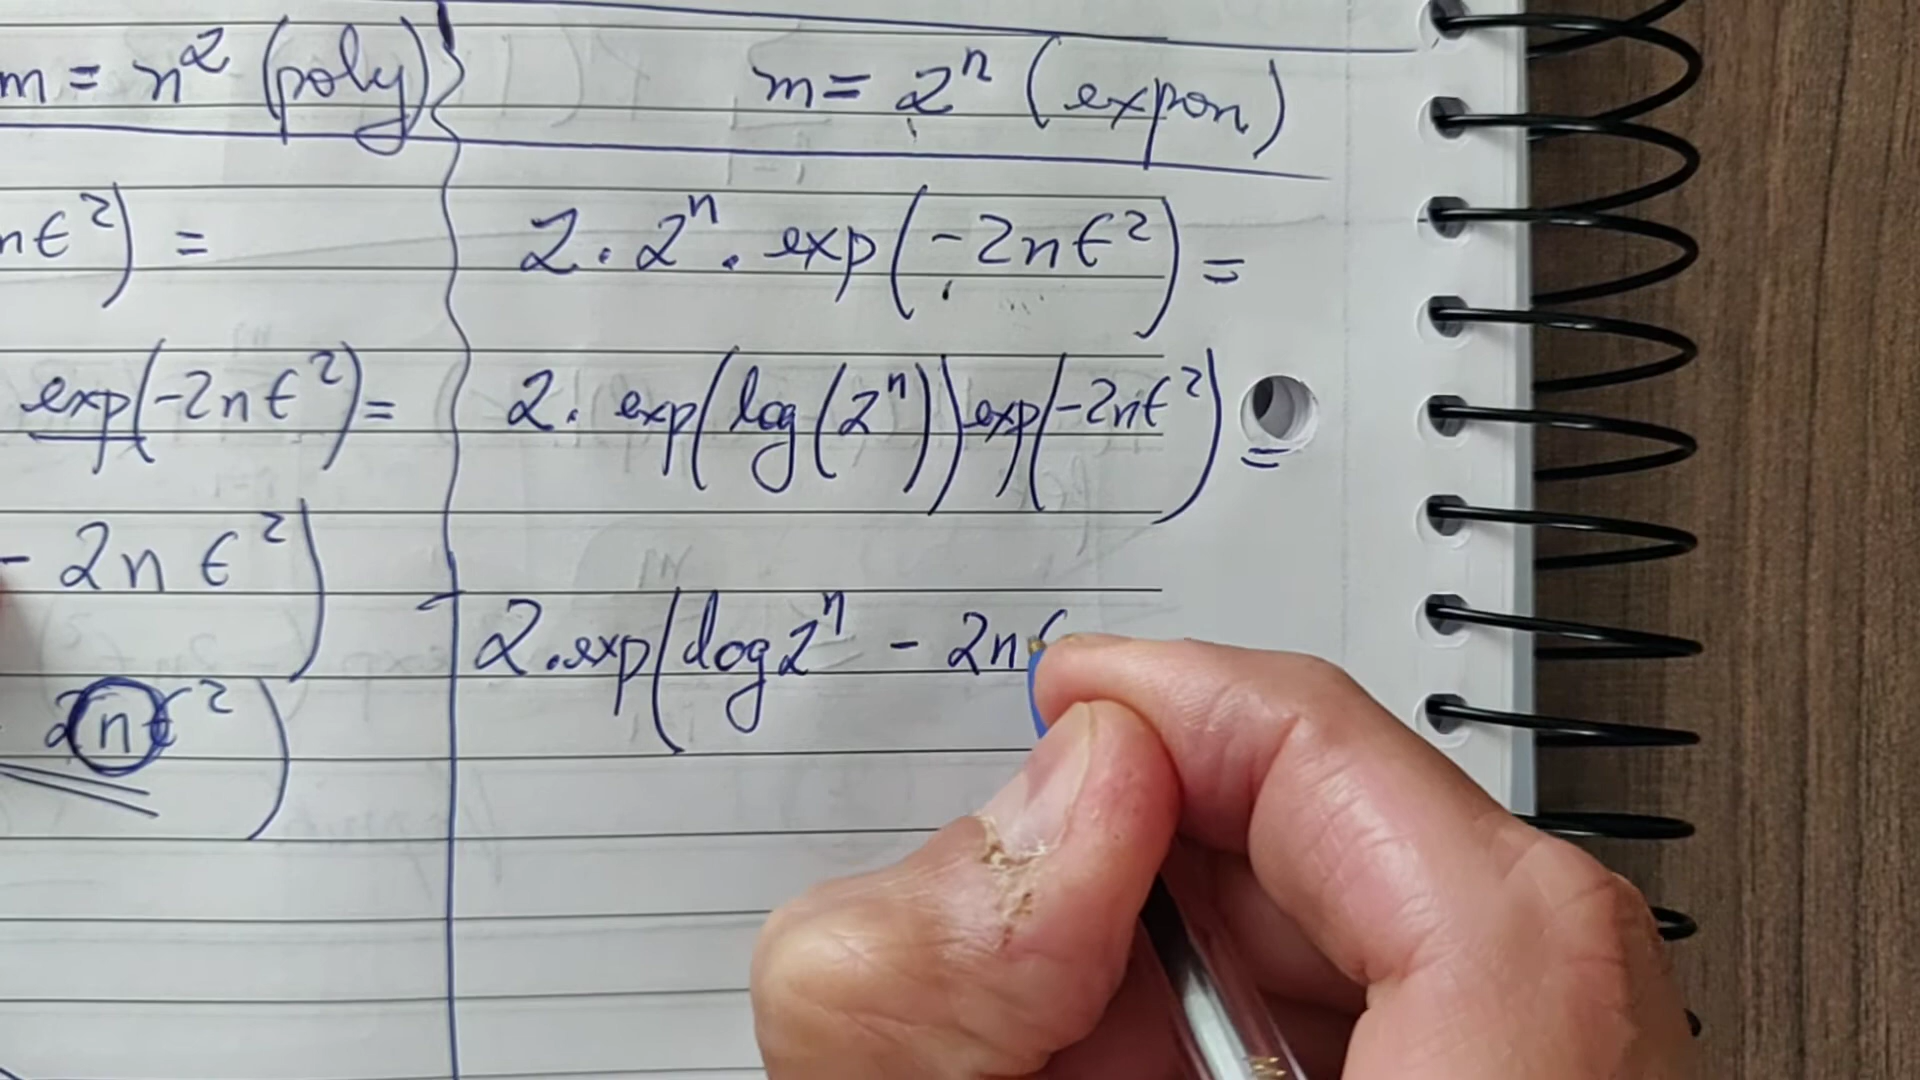 m = n² (poly)
nϵ²) =
exp(-2nϵ²) =
- 2nϵ²)
2nϵ²)
m = 2ⁿ (expon)
2 · 2ⁿ · exp(-2nϵ²) =
2 · exp(log(2ⁿ)) exp(-2nϵ²) =
2 · exp(log 2ⁿ - 2nϵ